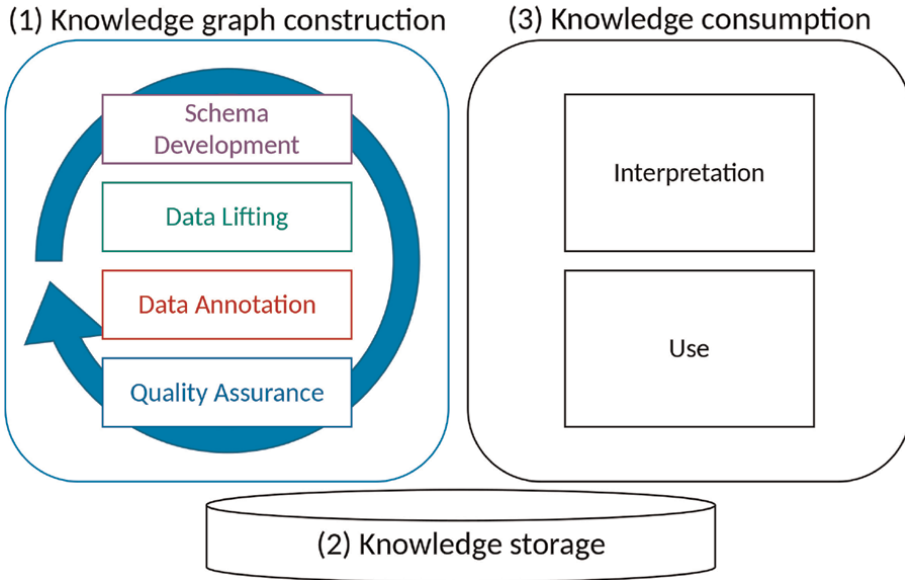 (1) Knowledge graph construction
Schema
Development
Data Lifting
Data Annotation
Quality Assurance
(3) Knowledge consumption
Interpretation
Use
(2) Knowledge storage